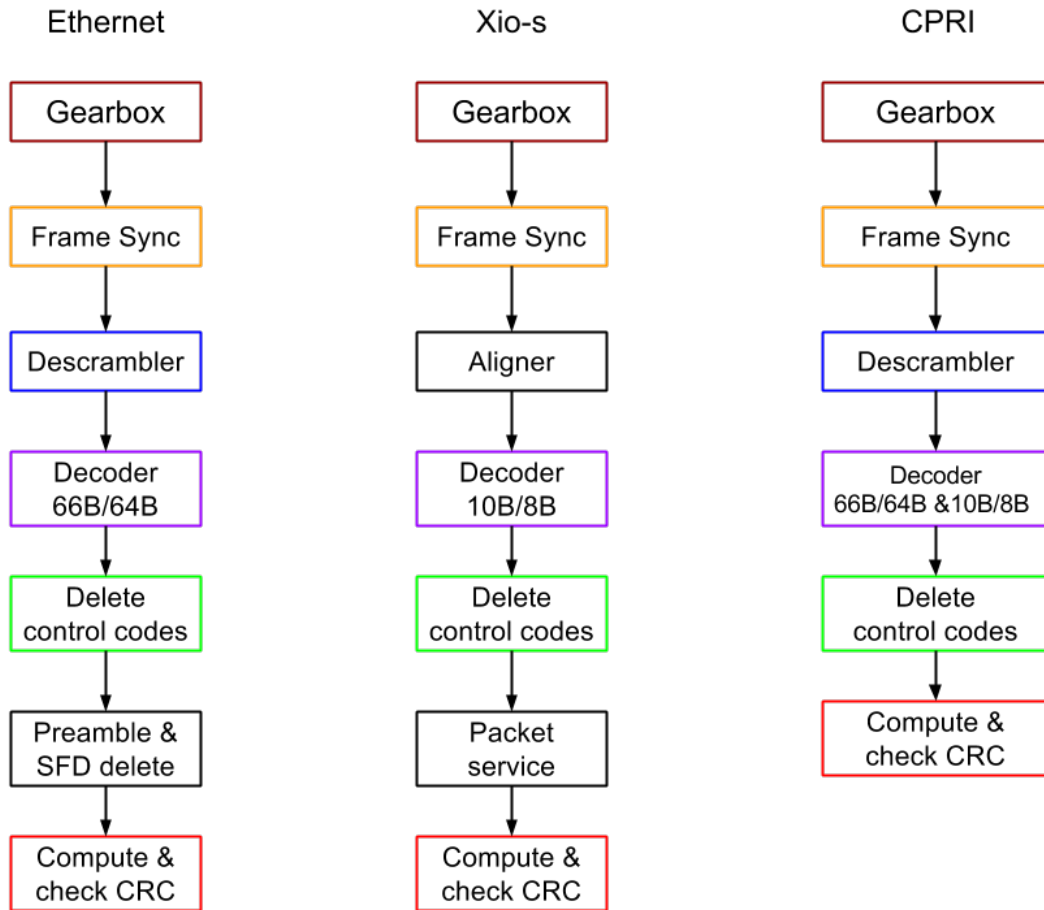 Ethernet
Gearbox
Frame Sync
Descrambler
Decoder
66B/64B
Delete
control codes
Preamble &
SFD delete
Compute &
check CRC
Xio-s
Gearbox
Frame Sync
Aligner
Decoder
10B/8B
Delete
control codes
Packet
service
Compute &
check CRC
CPRI
Gearbox
Frame Sync
Descrambler
Decoder
66B/64B &10B/8B
Delete
control codes
Compute &
check CRC